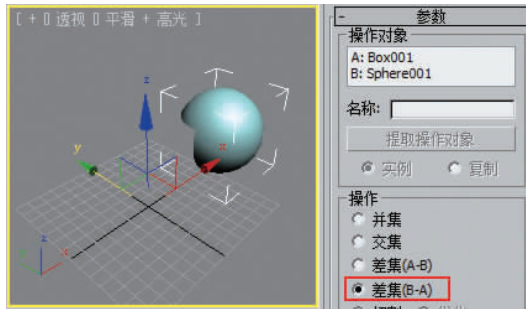 [ + 0 透视 0 平滑 + 高光 ]
z
y
x
z
x
- 参数
操作对象
A: Box001
B: Sphere001
名称:
提取操作对象
实例 复制
操作
并集
交集
差集(A-B)
差集(B-A)